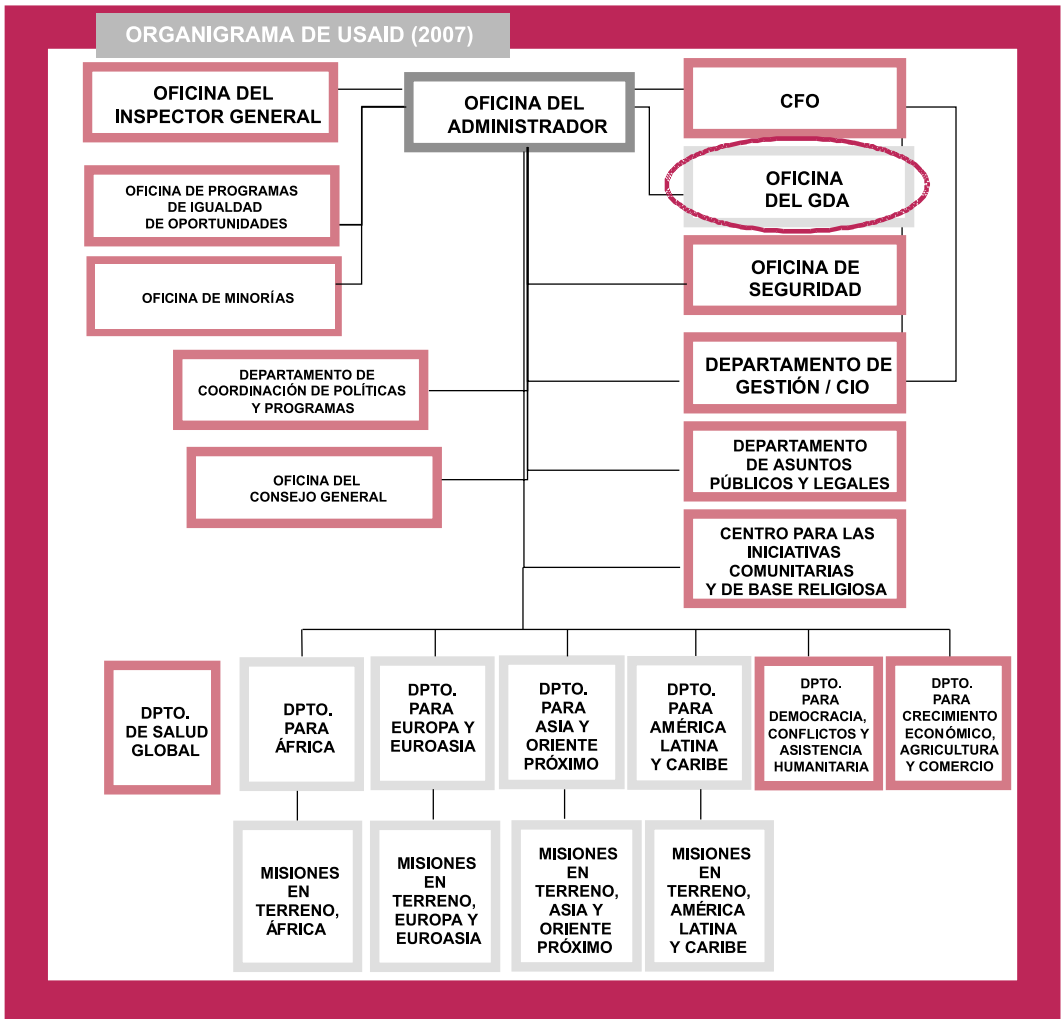 ORGANIGRAMA DE USAID (2007)
OFICINA DEL
INSPECTOR GENERAL
OFICINA DEL
ADMINISTRADOR
CFO
OFICINA
DEL GDA
OFICINA DE PROGRAMAS
DE IGUALDAD
DE OPORTUNIDADES
OFICINA DE MINORÍAS
OFICINA DE
SEGURIDAD
DEPARTAMENTO DE
COORDINACIÓN DE POLÍTICAS
Y PROGRAMAS
DEPARTAMENTO DE
GESTIÓN / CIO
OFICINA DEL
CONSEJO GENERAL
DEPARTAMENTO
DE ASUNTOS
PÚBLICOS Y LEGALES
CENTRO PARA LAS
INICIATIVAS
COMUNITARIAS
Y DE BASE RELIGIOSA
DPTO.
DE SALUD
GLOBAL
DPTO.
PARA
ÁFRICA
DPTO.
PARA
EUROPA Y
EUROASIA
DPTO.
PARA
ASIA Y
ORIENTE
PRÓXIMO
DPTO.
PARA
AMÉRICA
LATINA
Y CARIBE
DPTO.
PARA
DEMOCRACIA,
CONFLICTOS Y
ASISTENCIA
HUMANITARIA
DPTO.
PARA
CRECIMIENTO
ECONÓMICO,
AGRICULTURA
Y COMERCIO
MISIONES
EN
TERRENO,
ÁFRICA
MISIONES
EN
TERRENO,
EUROPA Y
EUROASIA
MISIONES
EN
TERRENO,
ASIA Y
ORIENTE
PRÓXIMO
MISIONES
EN
TERRENO,
AMÉRICA
LATINA
Y CARIBE